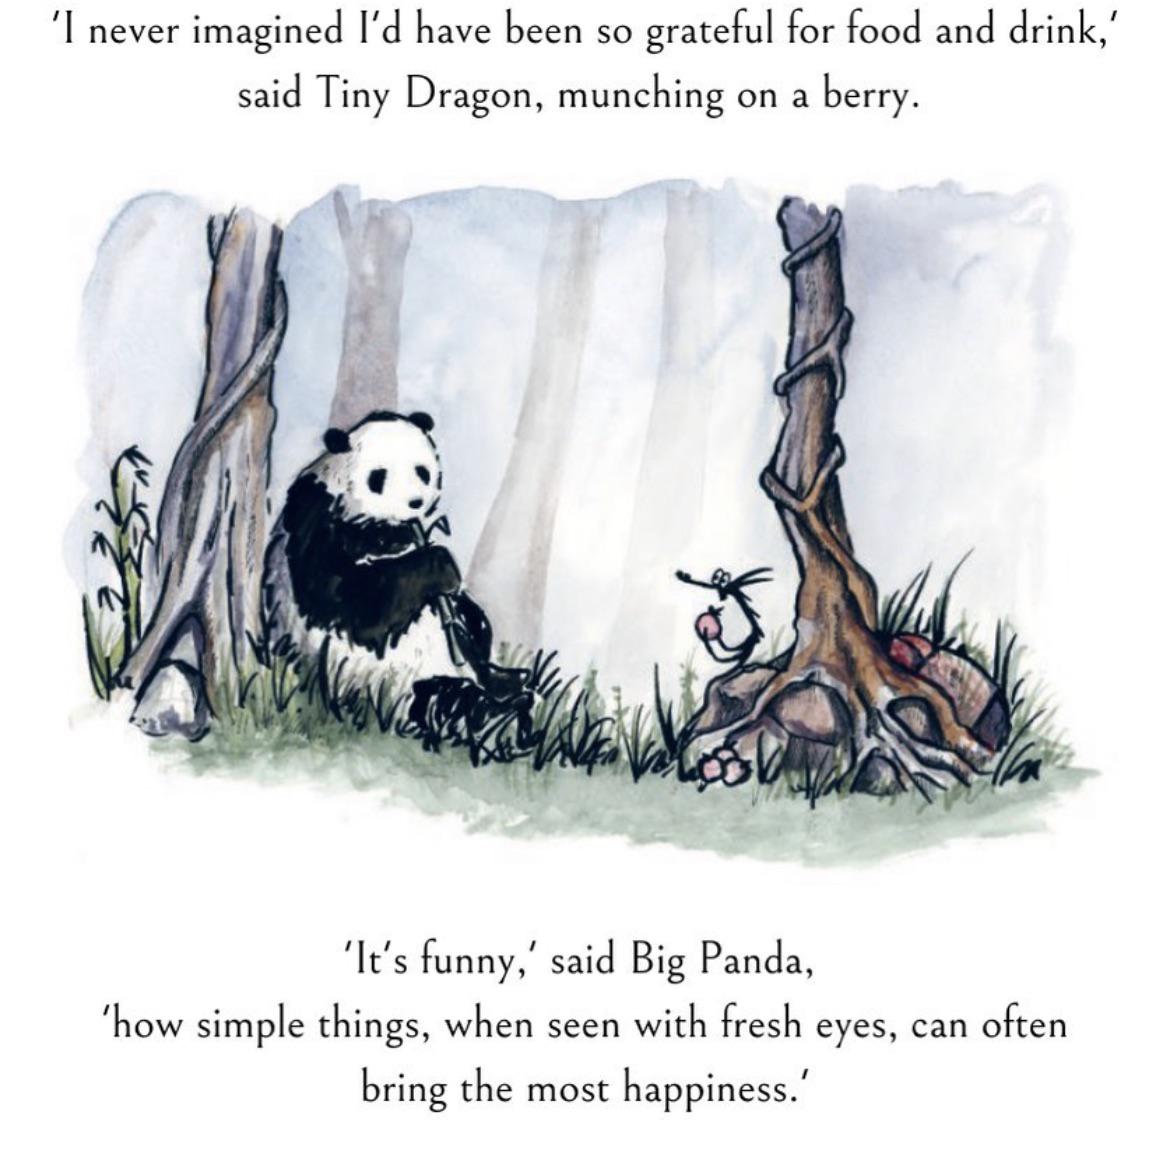 'I never imagined I'd have been so grateful for food and drink,'
said Tiny Dragon, munching on a berry.
'It's funny,' said Big Panda,
'how simple things, when seen with fresh eyes, can often
bring the most happiness.'